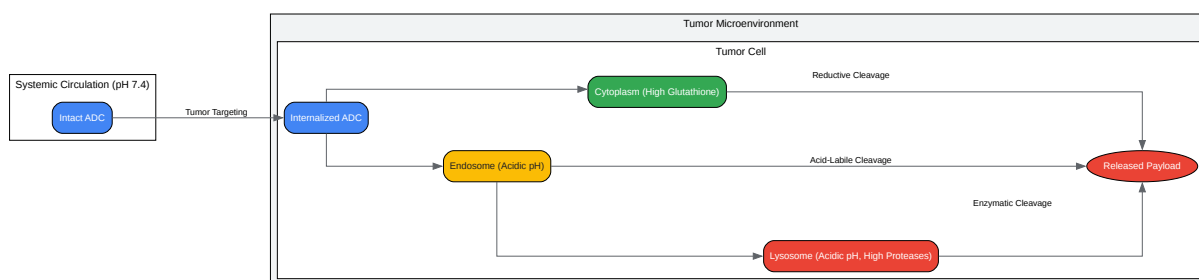 Tumor Microenvironment
Tumor Cell
Systemic Circulation (pH 7.4)
Intact ADC
Tumor Targeting
Internalized ADC
Cytoplasm (High Glutathione)
Reductive Cleavage
Endosome (Acidic pH)
Acid-Labile Cleavage
Released Payload
Enzymatic Cleavage
Lysosome (Acidic pH, High Proteases)